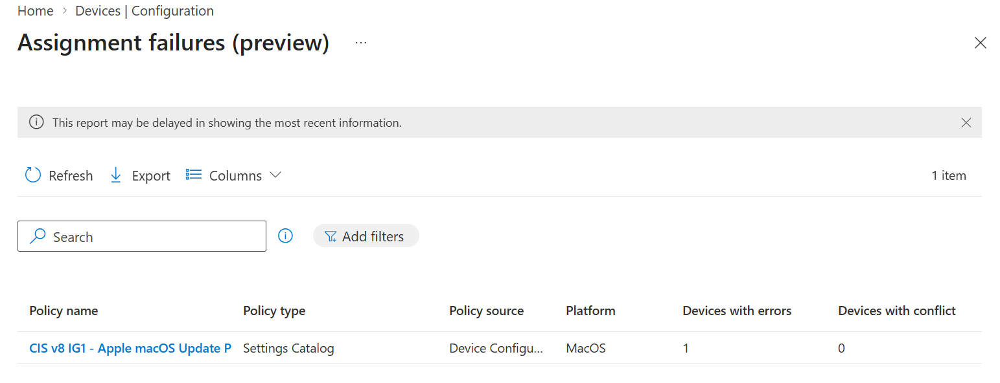 Home > Devices | Configuration
Assignment failures (preview) ...
This report may be delayed in showing the most recent information.
Refresh Export Columns 1 item
Search Add filters
Policy name Policy type Policy source Platform Devices with errors Devices with conflict
CIS v8 IG1 - Apple macOS Update P Settings Catalog Device Configu... MacOS 1 0